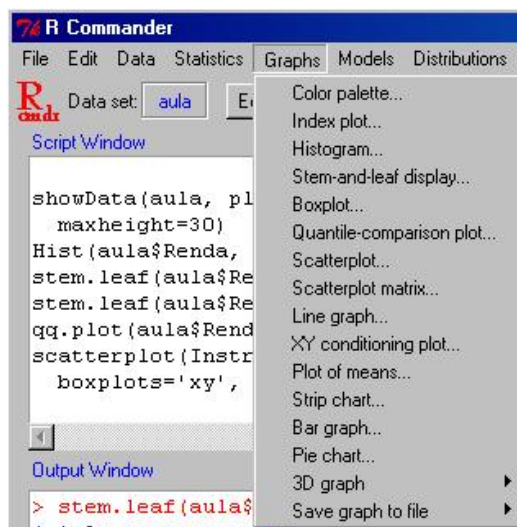 R Commander
File Edit Data Statistics Graphs Models Distributions
R cmdr Data set: aula
Script Window
showData(aula, pl
maxheight=30)
Hist(aula$Renda,
stem.leaf(aula$Re
stem.leaf(aula$Re
qq.plot(aula$Rend
scatterplot(Instr
boxplots='xy',
Color palette...
Index plot...
Histogram...
Stem-and-leaf display...
Boxplot...
Quantile-comparison plot...
Scatterplot...
Scatterplot matrix...
Line graph...
XY conditioning plot...
Plot of means...
Strip chart...
Bar graph...
Pie chart...
3D graph
Save graph to file
Output Window
> stem.leaf(aula$